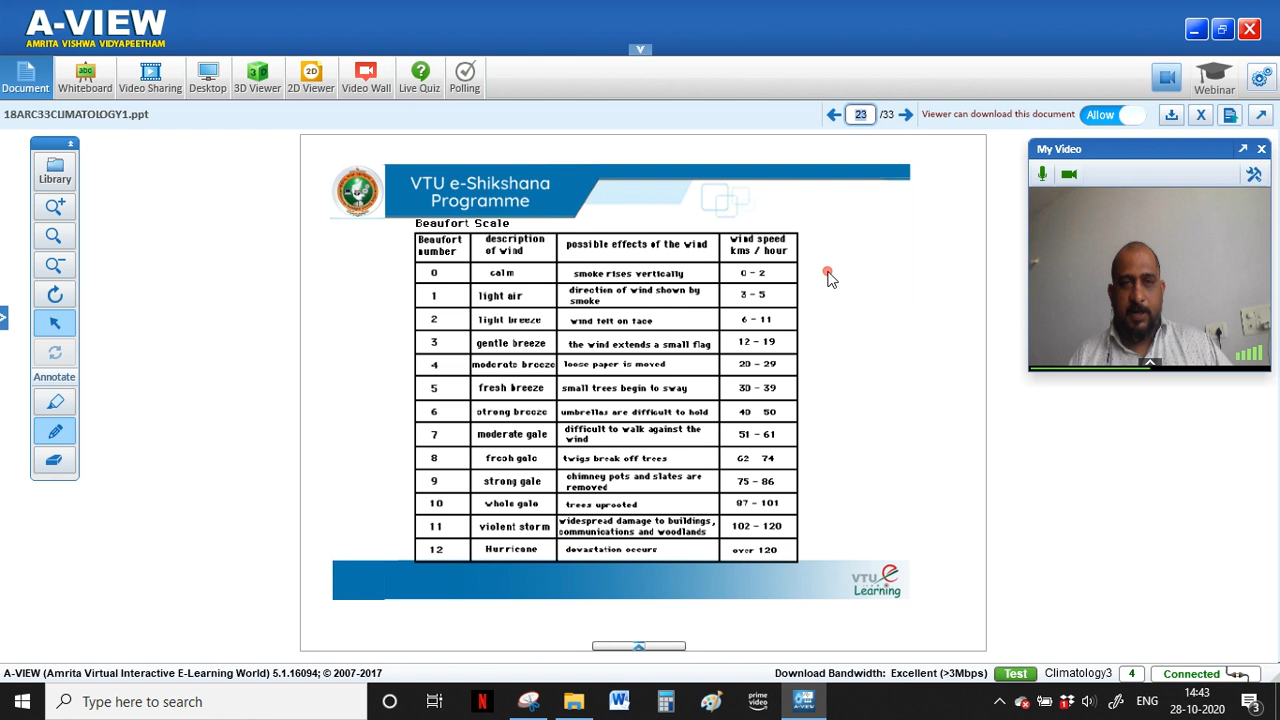 A-VIEW
AMRITA VISHWA VIDYAPEETHAM
Document Whiteboard Video Sharing Desktop 3D Viewer 2D Viewer Video Wall Live Quiz Polling Webinar
18ARC33CLIMATOLOGY1.ppt
23 /33 Viewer can download this document Allow
My Video
Library
Annotate
VTU e-Shikshana
Programme
Beaufort Scale
Beaufort number description of wind possible effects of the wind wind speed kms / hour
0 calm smoke rises vertically 0 - 2
1 light air direction of wind shown by smoke 3 - 5
2 light breeze wind felt on face 6 - 11
3 gentle breeze the wind extends a small flag 12 - 19
4 moderate breeze loose paper is moved 20 - 29
5 fresh breeze small trees begin to sway 30 - 39
6 strong breeze umbrellas are difficult to hold 40 50
7 moderate gale difficult to walk against the wind 51 - 61
8 fresh gale twigs break off trees 62 74
9 strong gale chimney pots and slates are removed 75 - 86
10 whole gale trees uprooted 87 - 101
11 violent storm widespread damage to buildings, communications and woodlands 102 - 120
12 Hurricane devastation occurs over 120
VTU e
Learning
A-VIEW (Amrita Virtual Interactive E-Learning World) 5.1.16094; © 2007-2017
Download Bandwidth: Excellent (>3Mbps) Test Climatology3 4 Connected
Type here to search
prime video
ENG
14:43
28-10-2020